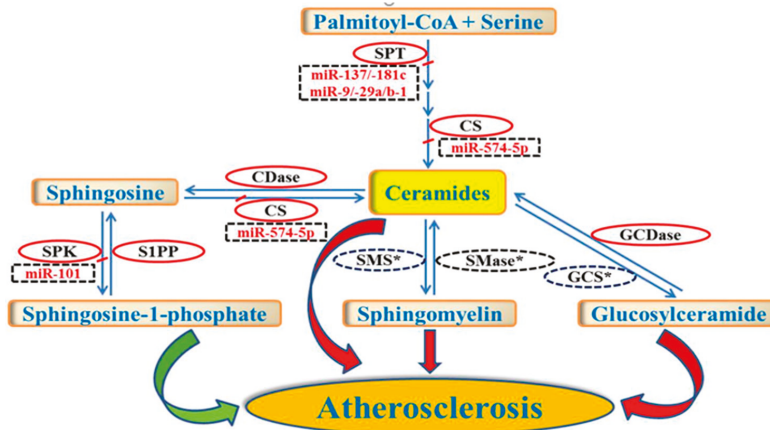 Palmitoyl-CoA + Serine
SPT
miR-137/-181c
miR-9/-29a/b-1
CS
miR-574-5p
CDase
Sphingosine
Ceramides
CS
miR-574-5p
GCDase
SPK
S1PP
SMS*
SMase*
miR-101
GCS*
Sphingosine-1-phosphate
Sphingomyelin
Glucosylceramide
Atherosclerosis